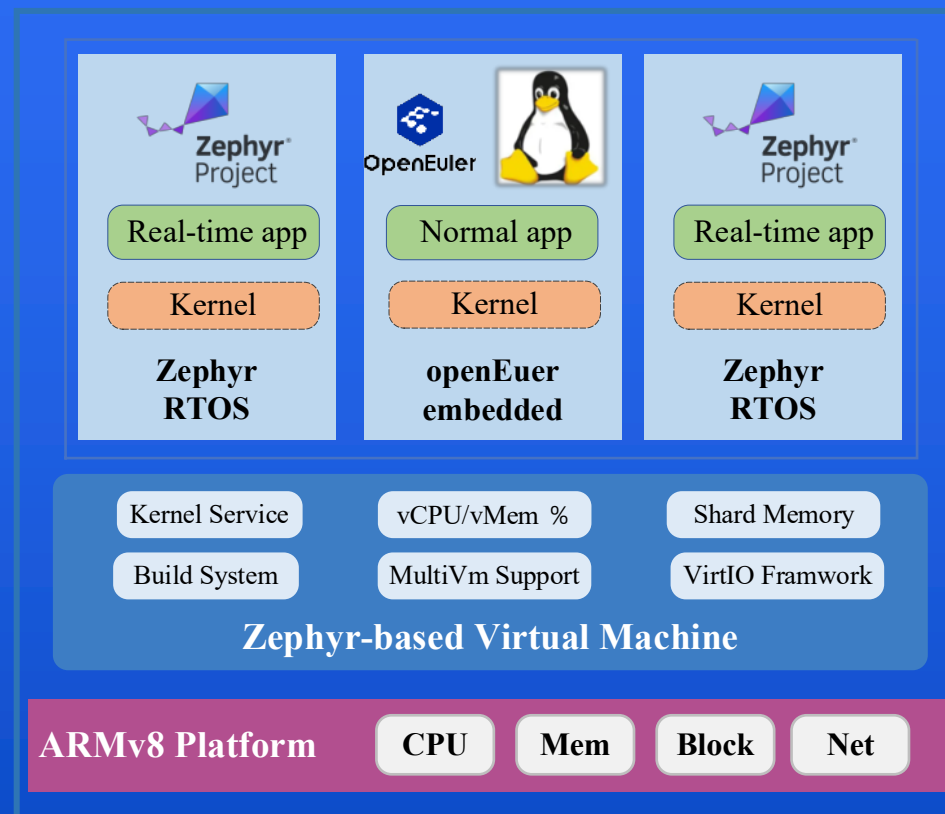 Zephyr®
Project
OpenEuler
Zephyr®
Project
Real-time app
Normal app
Real-time app
Kernel
Kernel
Kernel
Zephyr
RTOS
openEuer
embedded
Zephyr
RTOS
Kernel Service
vCPU/vMem %
Shard Memory
Build System
MultiVm Support
VirtIO Framwork
Zephyr-based Virtual Machine
ARMv8 Platform
CPU
Mem
Block
Net